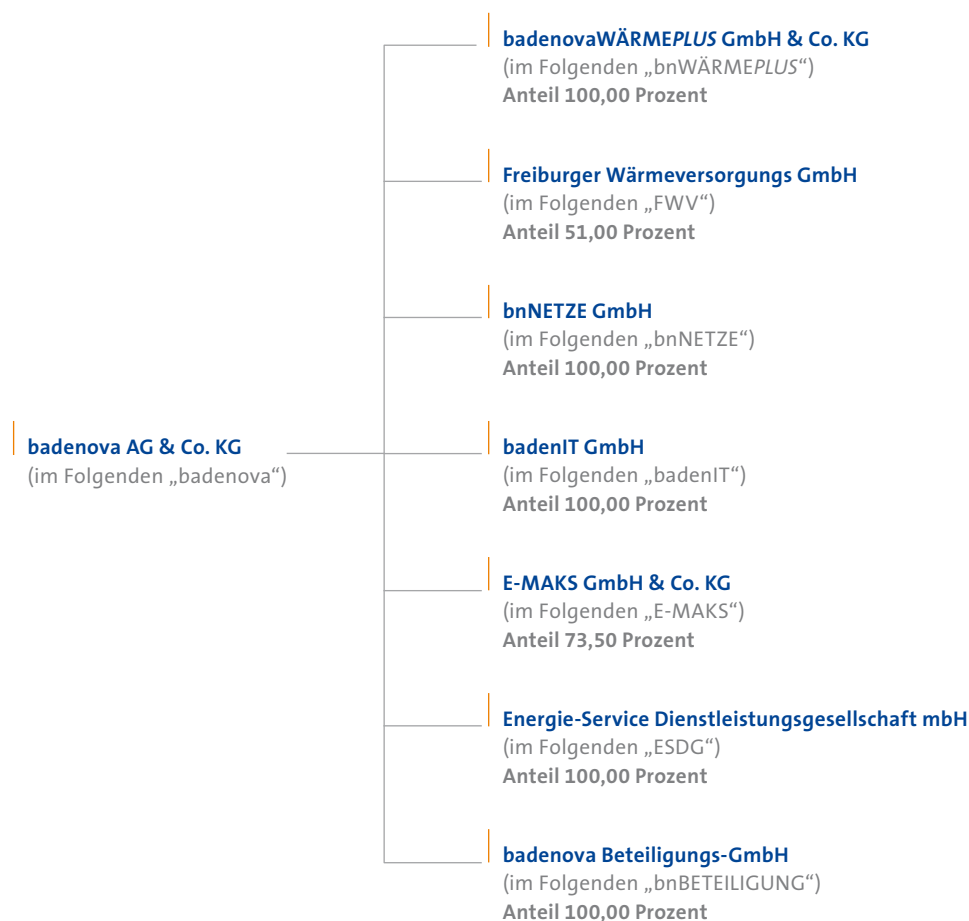 badenova AG & Co. KG
(im Folgenden „badenova“)
badenovaWÄRMEPLUS GmbH & Co. KG
(im Folgenden „bnWÄRMEPLUS“)
Anteil 100,00 Prozent
Freiburger Wärmeversorgungs GmbH
(im Folgenden „FWV“)
Anteil 51,00 Prozent
bnNETZE GmbH
(im Folgenden „bnNETZE“)
Anteil 100,00 Prozent
badenIT GmbH
(im Folgenden „badenIT“)
Anteil 100,00 Prozent
E-MAKS GmbH & Co. KG
(im Folgenden „E-MAKS“)
Anteil 73,50 Prozent
Energie-Service Dienstleistungsgesellschaft mbH
(im Folgenden „ESDG“)
Anteil 100,00 Prozent
badenova Beteiligungs-GmbH
(im Folgenden „bnBETEILIGUNG“)
Anteil 100,00 Prozent